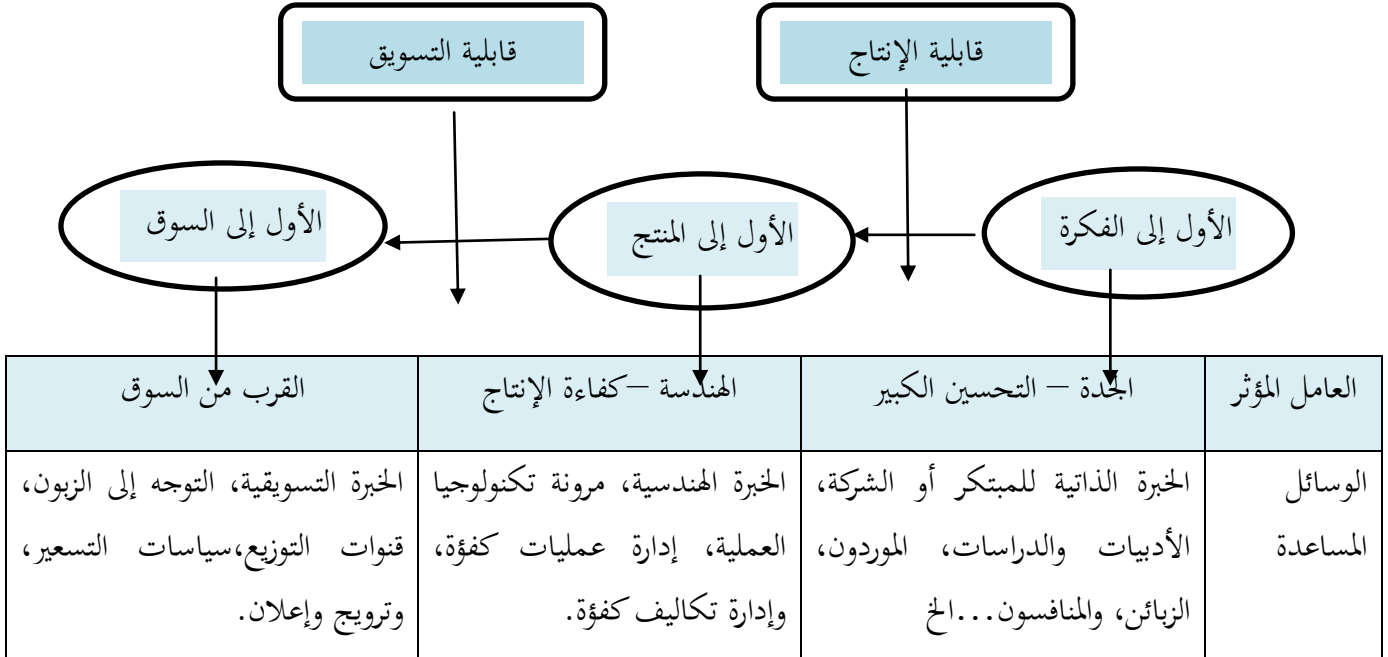 قابلية الإنتاج
قابلية التسويق
الأول إلى الفكرة
الأول إلى المنتج
الأول إلى السوق
العامل المؤثر
الجدة – التحسين الكبير
الهندسة –كفاءة الإنتاج
القرب من السوق
الوسائل
المساعدة
الخبرة الذاتية للمبتكر أو الشركة،
الأدبيات والدراسات، الموردون،
الزبائن، والمنافسون...الخ
الخبرة الهندسية، مرونة تكنولوجيا
العملية، إدارة عمليات كفؤة،
وإدارة تكاليف كفؤة.
الخبرة التسويقية، التوجه إلى الزبون،
قنوات التوزيع،سياسات التسعير،
وترويج وإعلان.